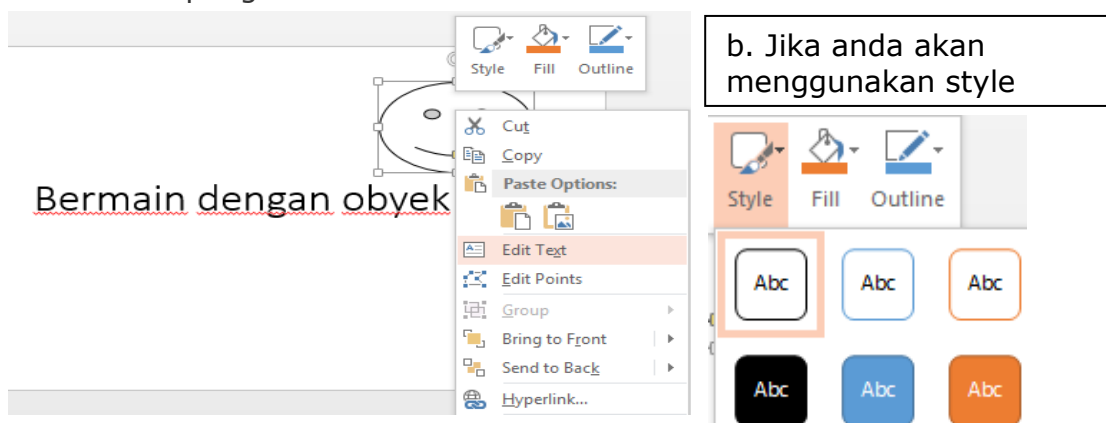 Style Fill Outline
Cut
Copy
Paste Options:
Edit Text
Edit Points
Group
Bring to Front
Send to Back
Hyperlink...
Bermain dengan obyek
b. Jika anda akan
menggunakan style
Style Fill Outline
Abc Abc Abc
Abc Abc Abc